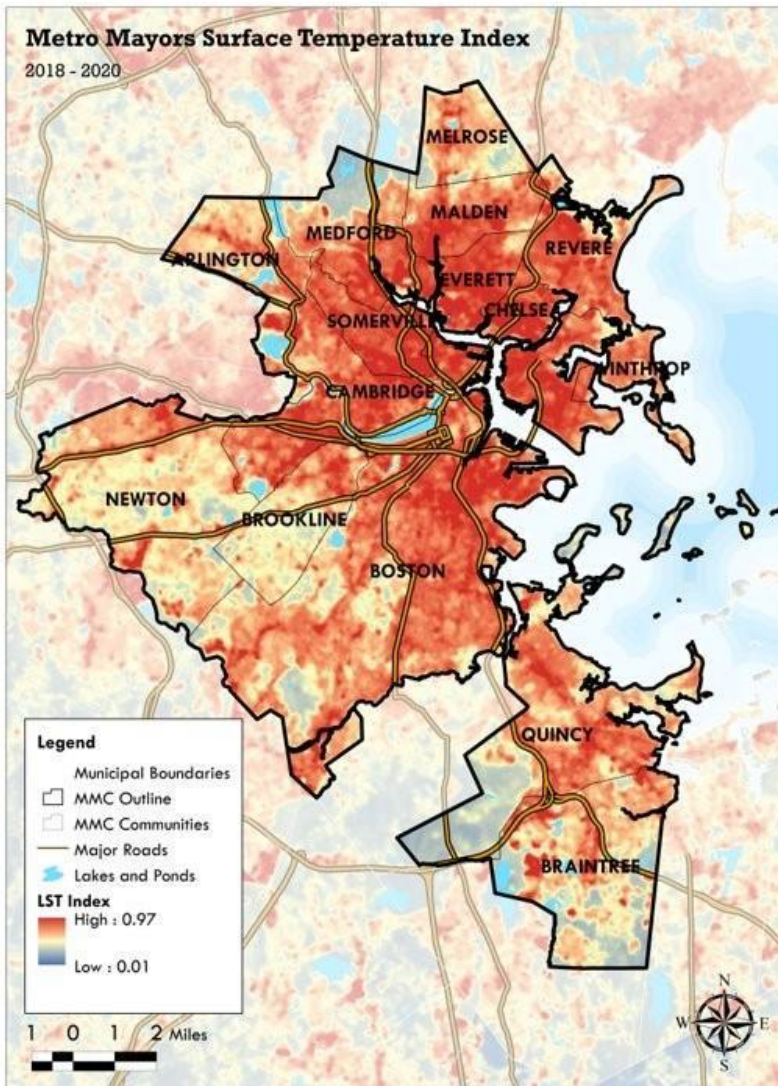 Metro Mayors Surface Temperature Index
2018 - 2020
MELROSE
MALDEN
MEDFORD
REVERE
ARLINGTON
EVERETT
CHELSEA
SOMERVILLE
WINTHROP
CAMBRIDGE
NEWTON
BROOKLINE
BOSTON
QUINCY
BRAINTREE
Legend
Municipal Boundaries
MMC Outline
MMC Communities
Major Roads
Lakes and Ponds
LST Index
High : 0.97
Low : 0.01
1 0 1 2 Miles
N
W E
S